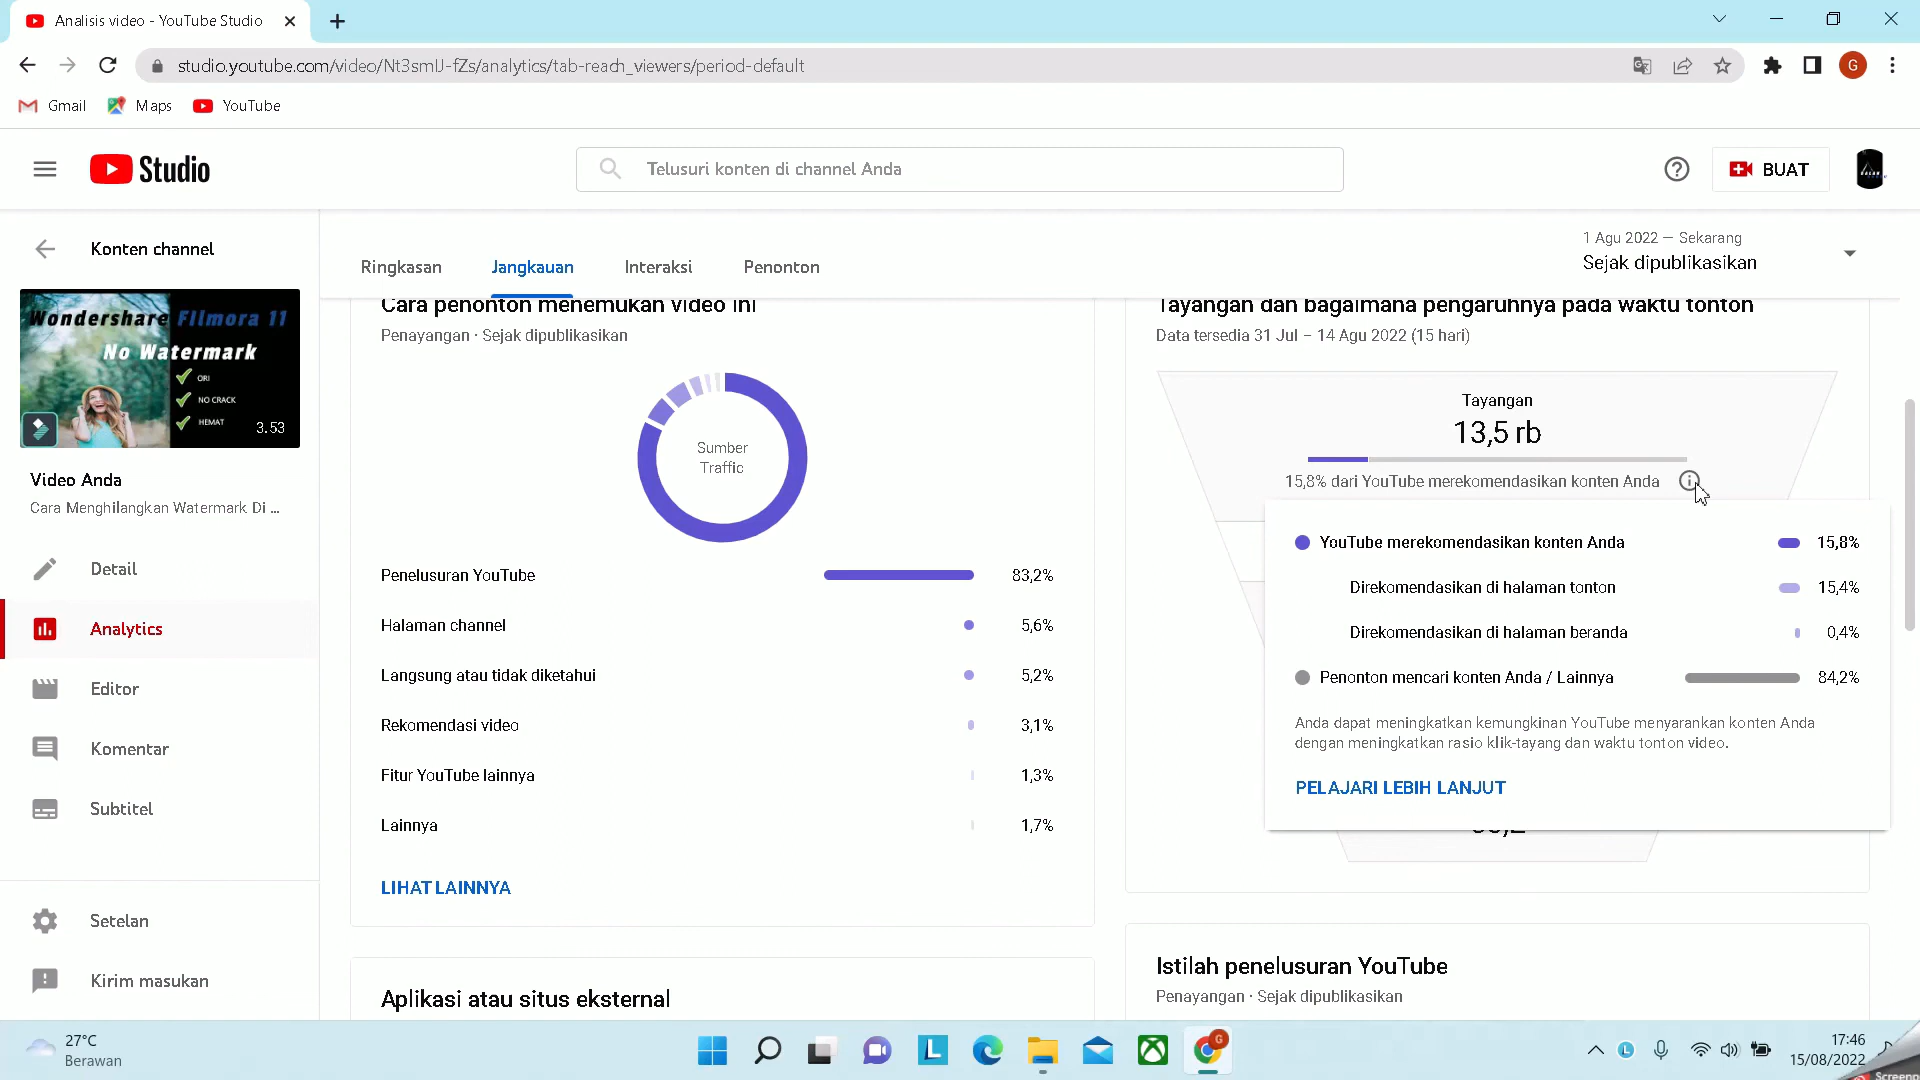 Analisis video - YouTube Studio
studio.youtube.com/video/Nt3smIJ-fZs/analytics/tab-reach_viewers/period-default
G
Gmail
Maps
YouTube
Studio
Telusuri konten di channel Anda
BUAT
Konten channel
Wondershare Filmora 11
No Watermark
ORI
NO CRACK
HEMAT
3.53
Video Anda
Cara Menghilangkan Watermark Di ...
Detail
Analytics
Editor
Komentar
Subtitel
Setelan
Kirim masukan
Ringkasan
Jangkauan
Interaksi
Penonton
1 Agu 2022 – Sekarang
Sejak dipublikasikan
Cara penonton menemukan video ini
Penayangan · Sejak dipublikasikan
Sumber
Traffic
Penelusuran YouTube 83,2%
Halaman channel 5,6%
Langsung atau tidak diketahui 5,2%
Rekomendasi video 3,1%
Fitur YouTube lainnya 1,3%
Lainnya 1,7%
LIHAT LAINNYA
Aplikasi atau situs eksternal
Tayangan dan bagaimana pengaruhnya pada waktu tonton
Data tersedia 31 Jul – 14 Agu 2022 (15 hari)
Tayangan
13,5 rb
15,8% dari YouTube merekomendasikan konten Anda
YouTube merekomendasikan konten Anda 15,8%
Direkomendasikan di halaman tonton 15,4%
Direkomendasikan di halaman beranda 0,4%
Penonton mencari konten Anda / Lainnya 84,2%
Anda dapat meningkatkan kemungkinan YouTube menyarankan konten Anda
dengan meningkatkan rasio klik-tayang dan waktu tonton video.
PELAJARI LEBIH LANJUT
Istilah penelusuran YouTube
Penayangan · Sejak dipublikasikan
27°C
Berawan
L
G
L
17:46
15/08/2022